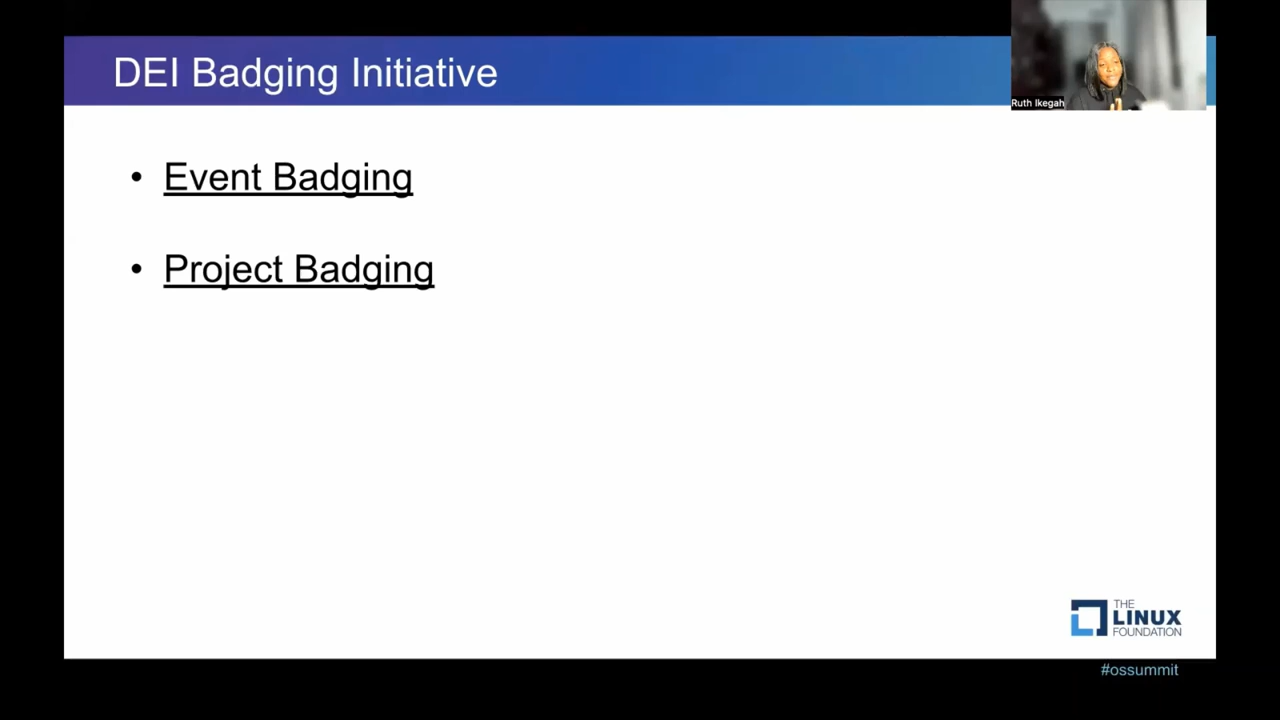 DEI Badging Initiative
Ruth Ikegah
• Event Badging
• Project Badging
THE
LINUX
FOUNDATION
#ossummit